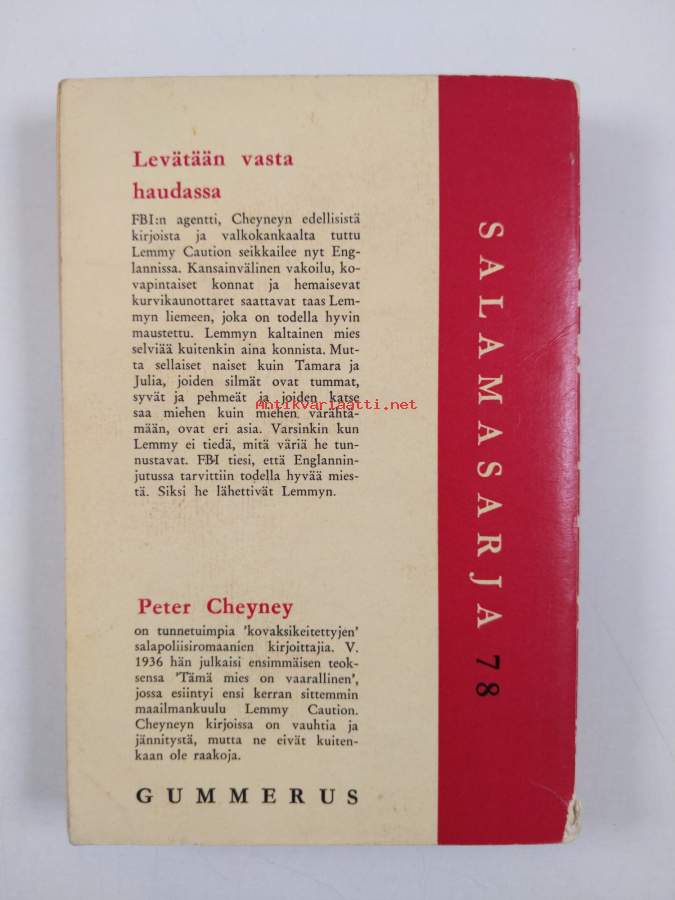 Levätään vasta
haudassa
FBI:n agentti, Cheyneyn edellisistä
kirjoista ja valkokankaalta tuttu
Lemmy Caution seikkailee nyt Eng-
lannissa. Kansainvälinen vakoilu, ko-
vapintaiset konnat ja hemaisevat
kurvikaunottaret saattavat taas Lem-
myn liemeen, joka on todella hyvin
maustettu. Lemmyn kaltainen mies
selviää kuitenkin aina konnista. Mut-
ta sellaiset naiset kuin Tamara ja
Julia, joiden silmät ovat tummat,
syvät ja pehmeät ja joiden katse
saa miehen kuin miehen värähtä-
mään, ovat eri asia. Varsinkin kun
Lemmy ei tiedä, mitä väriä he tun-
nustavat. FBI tiesi, että Englannin-
jutussa tarvittiin todella hyvää mies-
tä. Siksi he lähettivät Lemmyn.
Antikvariaatti.net
Peter Cheyney
on tunnetuimpia 'kovaksikeitettyjen'
salapoliisiromaanien kirjoittajia. V.
1936 hän julkaisi ensimmäisen teok-
sensa 'Tämä mies on vaarallinen',
jossa esiintyi ensi kerran sittemmin
maailmankuulu Lemmy Caution.
Cheyneyn kirjoissa on vauhtia ja
jännitystä, mutta ne eivät kuiten-
kaan ole raakoja.
GUMMERUS
SALAMASARJA 78